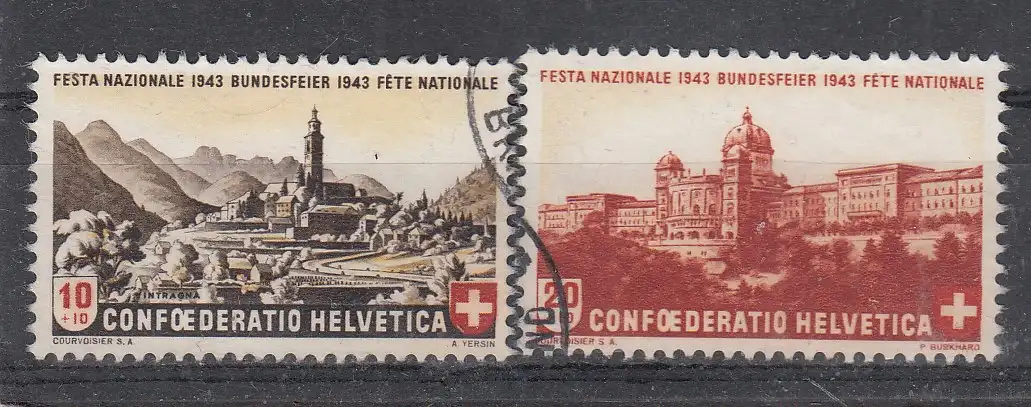 FESTA NAZIONALE 1943 BUNDESFEIER 1943 FÊTE NATIONALE
10
+10
INTRAGNA
CONFŒDERATIO HELVETICA
COURVOISIER S.A.
A. YERSIN
FESTA NAZIONALE 1943 BUNDESFEIER 1943 FÊTE NATIONALE
20
CONFŒDERATIO HELVETICA
COURVOISIER S.A.
P. BURKHARD